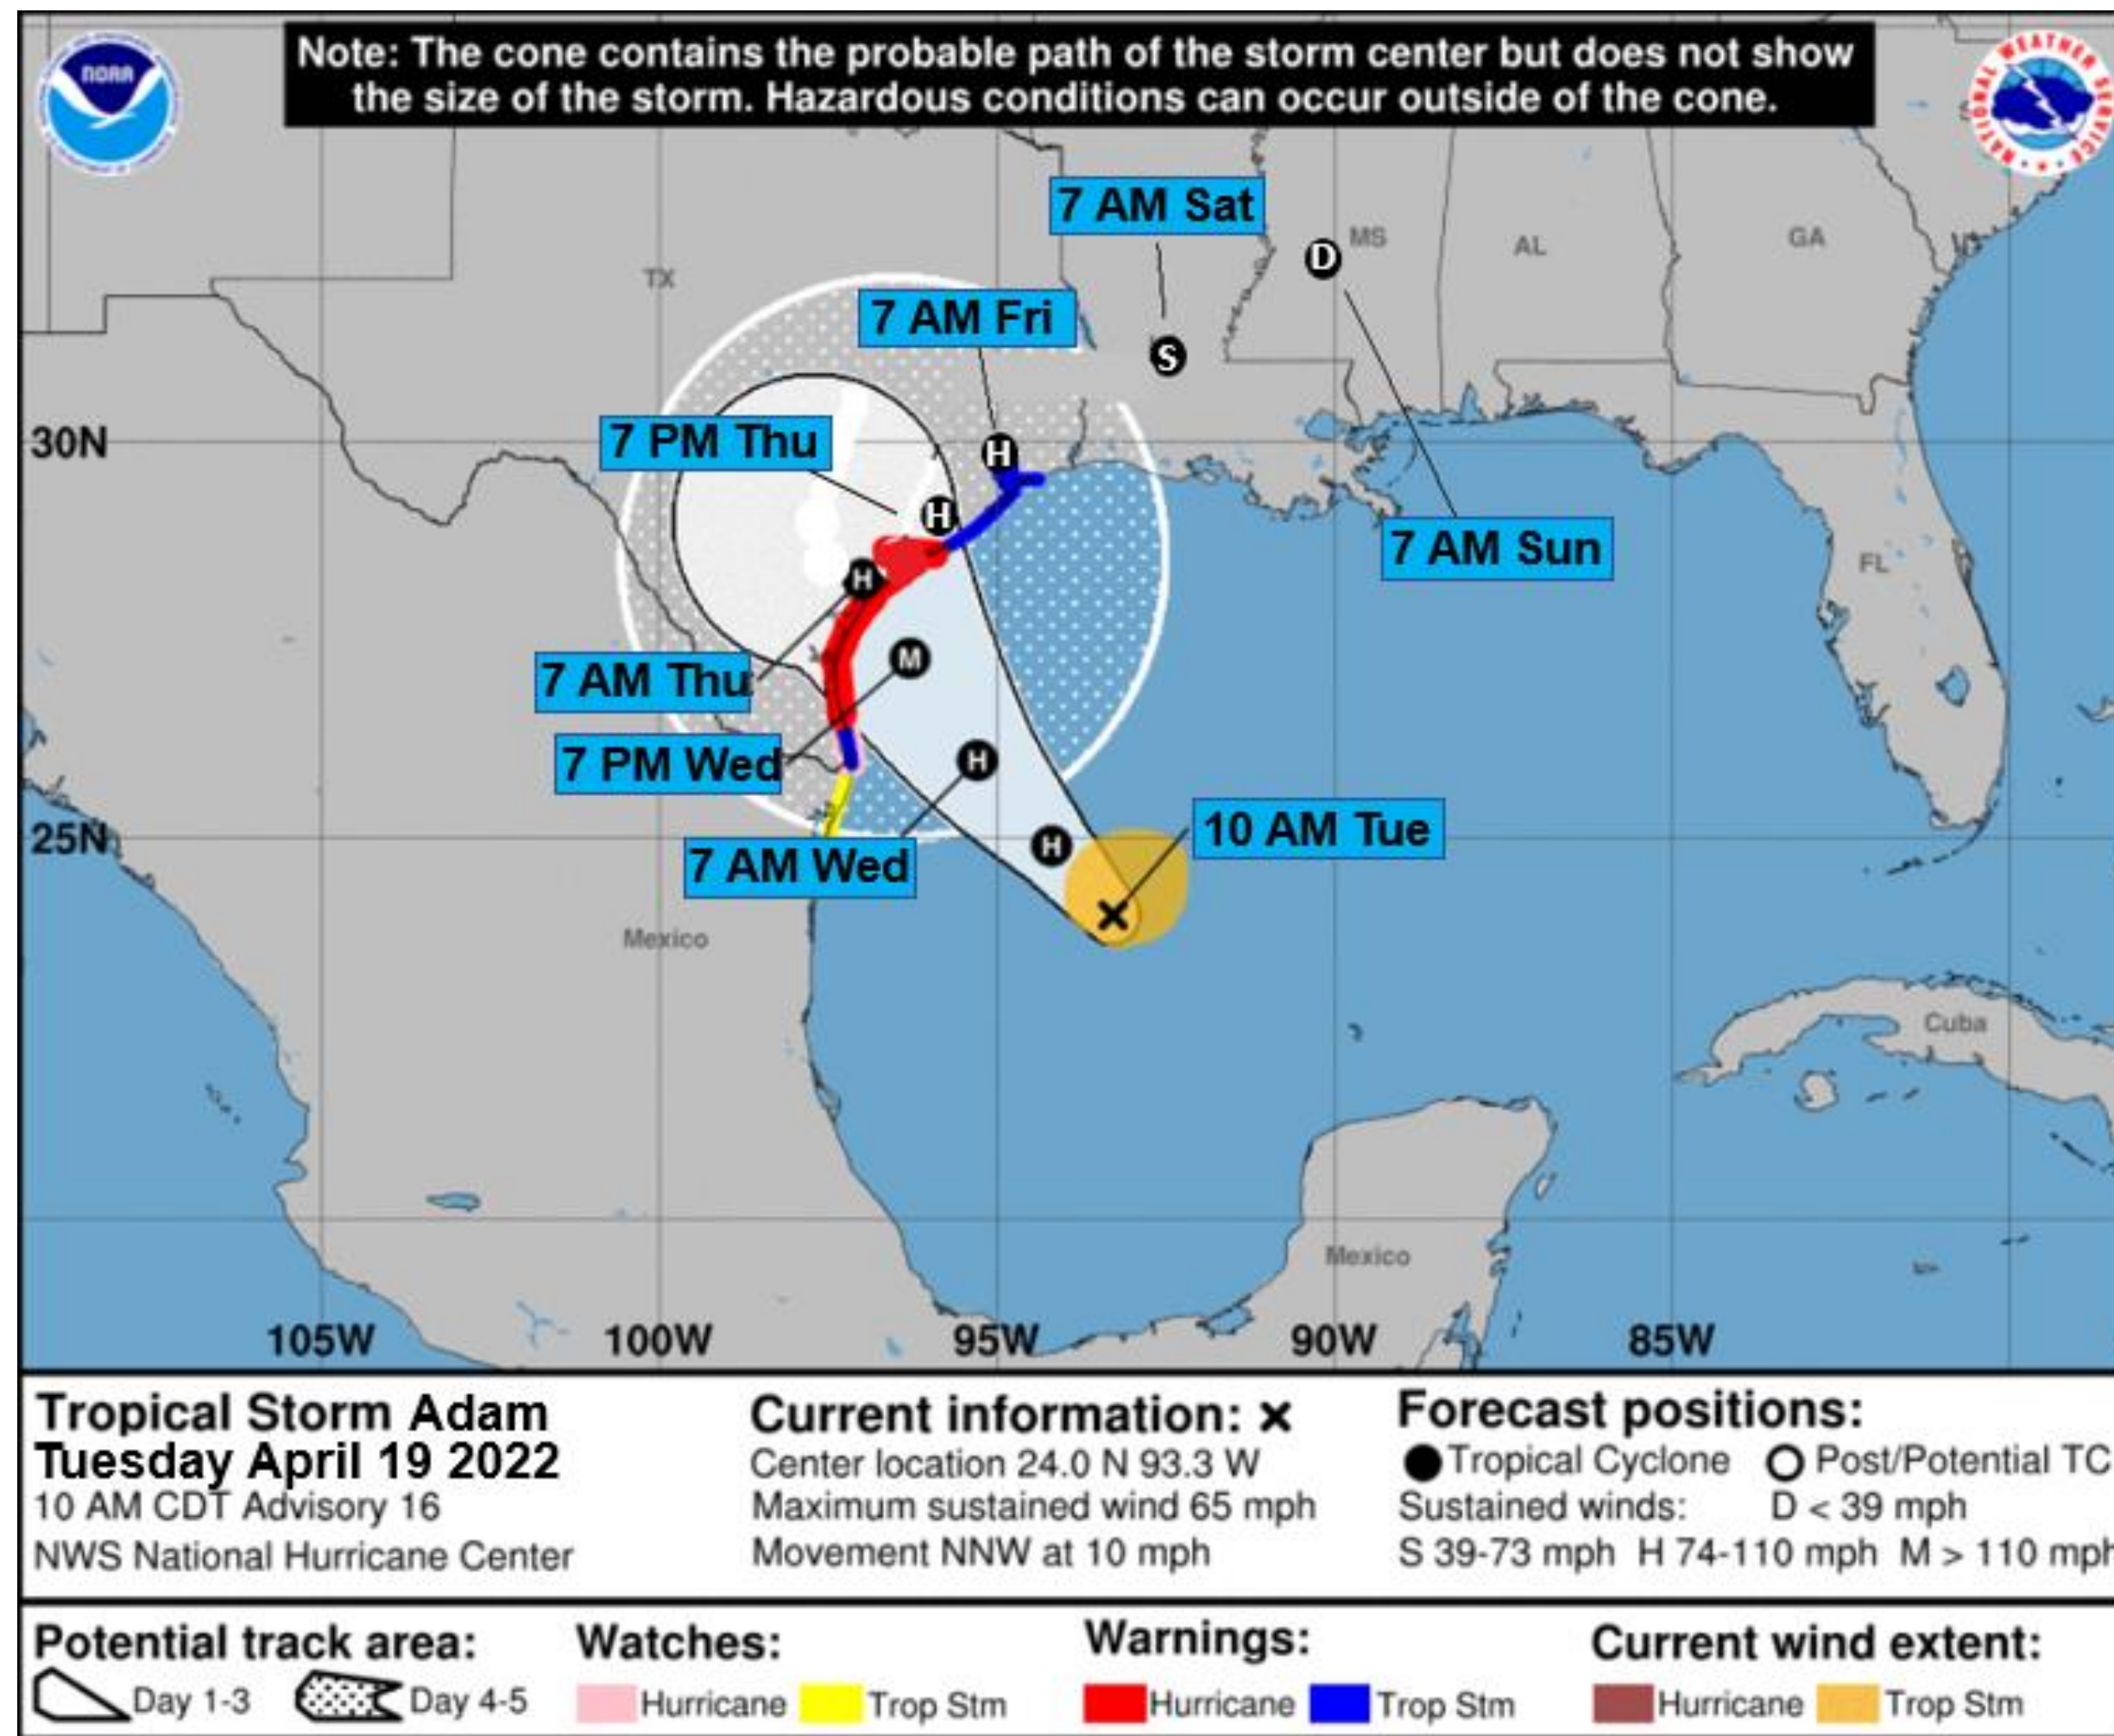 Note: The cone contains the probable path of the storm center but does not show
the size of the storm. Hazardous conditions can occur outside of the cone.
NOAA
NATIONAL WEATHER SERVICE
7 AM Sat
MS
AL
GA
D
TX
7 AM Fri
S
30N
7 PM Thu
H
H
7 AM Sun
FL
H
7 AM Thu
M
7 PM Wed
H
25N
7 AM Wed
H
10 AM Tue
Mexico
Cuba
Mexico
105W
100W
95W
90W
85W
Tropical Storm Adam
Tuesday April 19 2022
10 AM CDT Advisory 16
NWS National Hurricane Center
Current information: x
Center location 24.0 N 93.3 W
Maximum sustained wind 65 mph
Movement NNW at 10 mph
Forecast positions:
Tropical Cyclone Post/Potential TC
Sustained winds: D < 39 mph
S 39-73 mph H 74-110 mph M > 110 mph
Potential track area:
Day 1-3 Day 4-5
Watches:
Hurricane Trop Stm
Warnings:
Hurricane Trop Stm
Current wind extent:
Hurricane Trop Stm